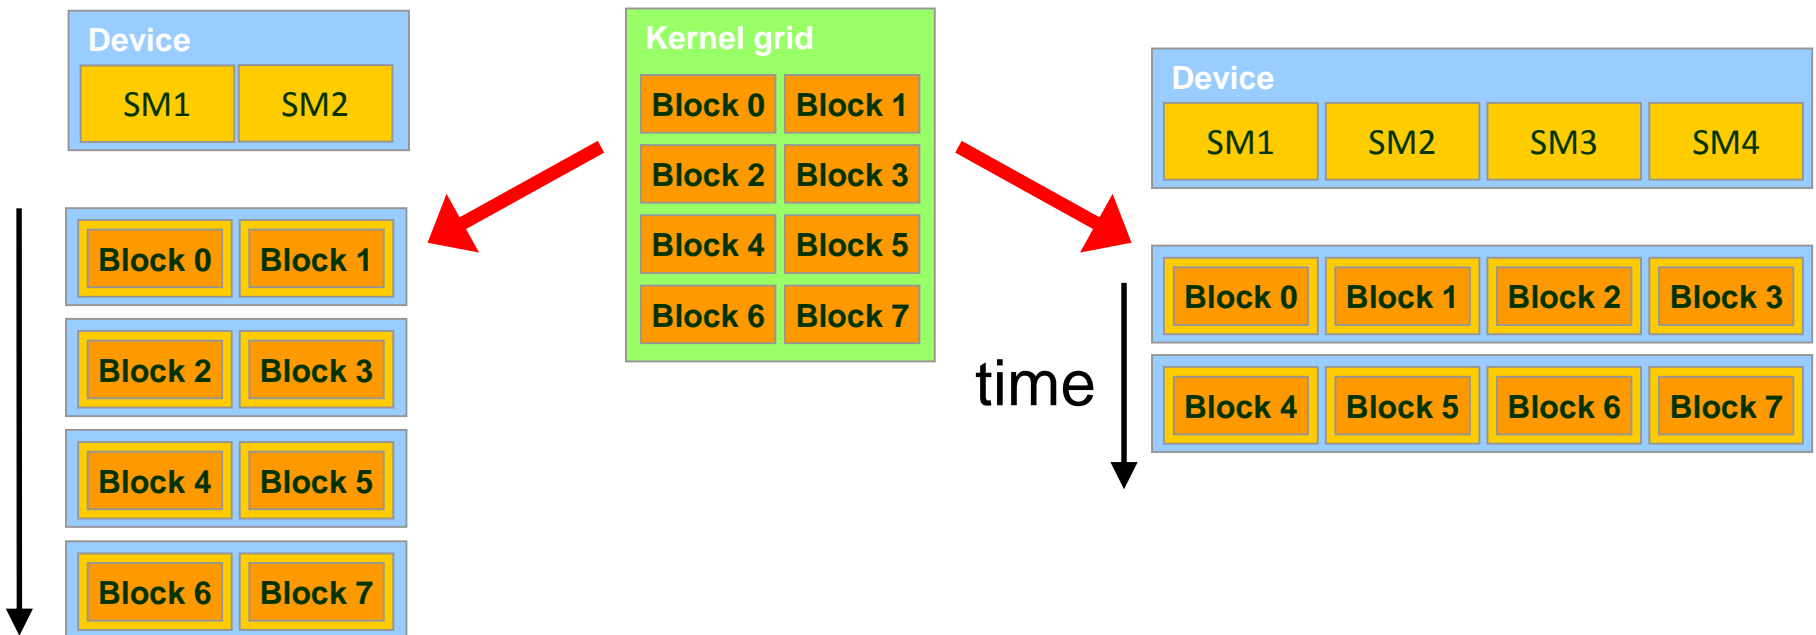 Device
SM1 SM2
Block 0 Block 1
Block 2 Block 3
Block 4 Block 5
Block 6 Block 7
Kernel grid
Block 0 Block 1
Block 2 Block 3
Block 4 Block 5
Block 6 Block 7
time
Device
SM1 SM2 SM3 SM4
Block 0 Block 1 Block 2 Block 3
Block 4 Block 5 Block 6 Block 7